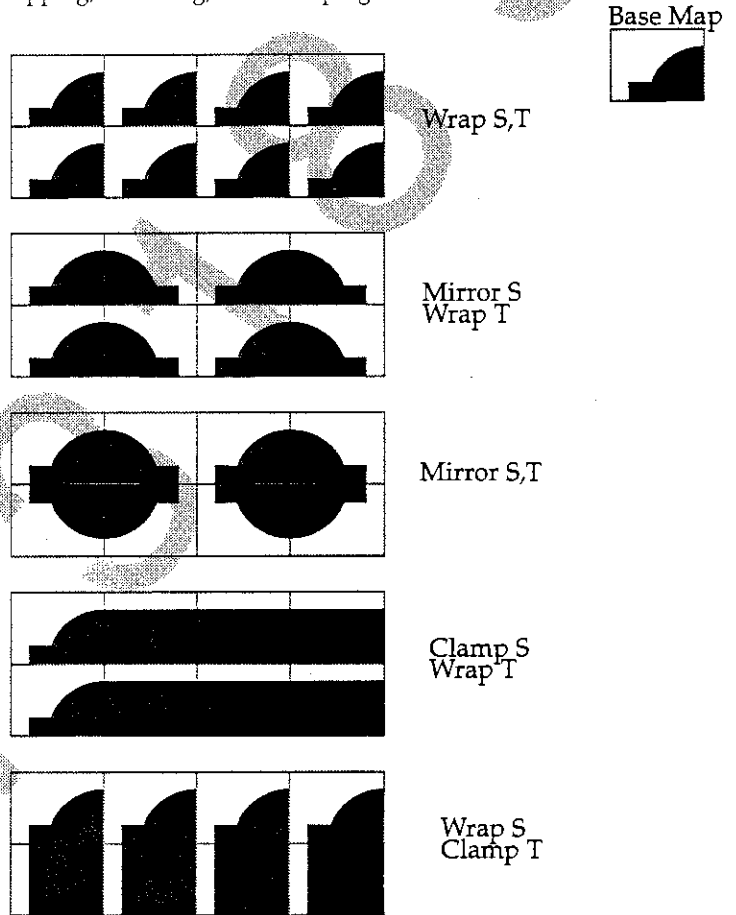 Base Map
Wrap S,T
Mirror S
Wrap T
Mirror S,T
Clamp S
Wrap T
Wrap S
Clamp T